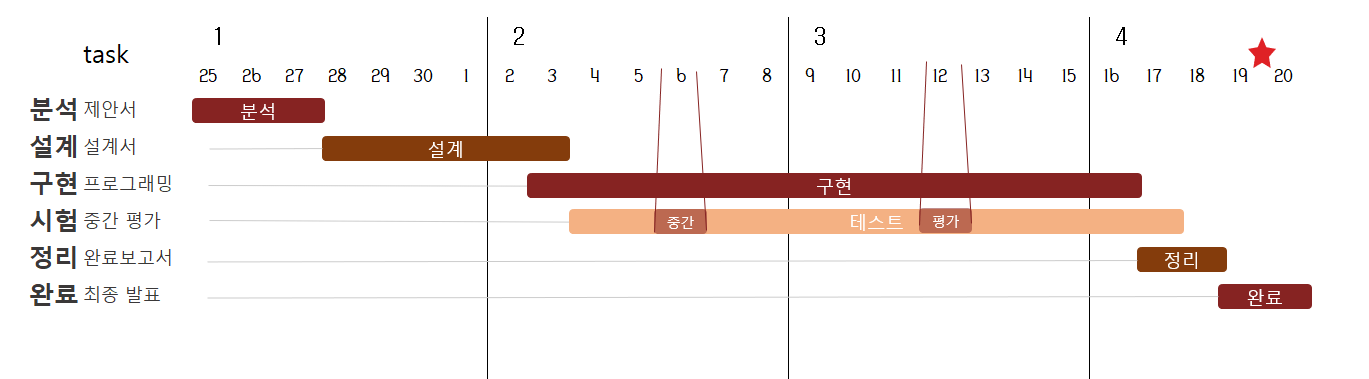 1 2 3 4
task
25 26 27 28 29 30 1 2 3 4 5 6 7 8 9 10 11 12 13 14 15 16 17 18 19 20
분석 제안서 분석
설계 설계서 설계
구현 프로그래밍 구현
시험 중간 평가 중간 테스트 평가
정리 완료보고서 정리
완료 최종 발표 완료